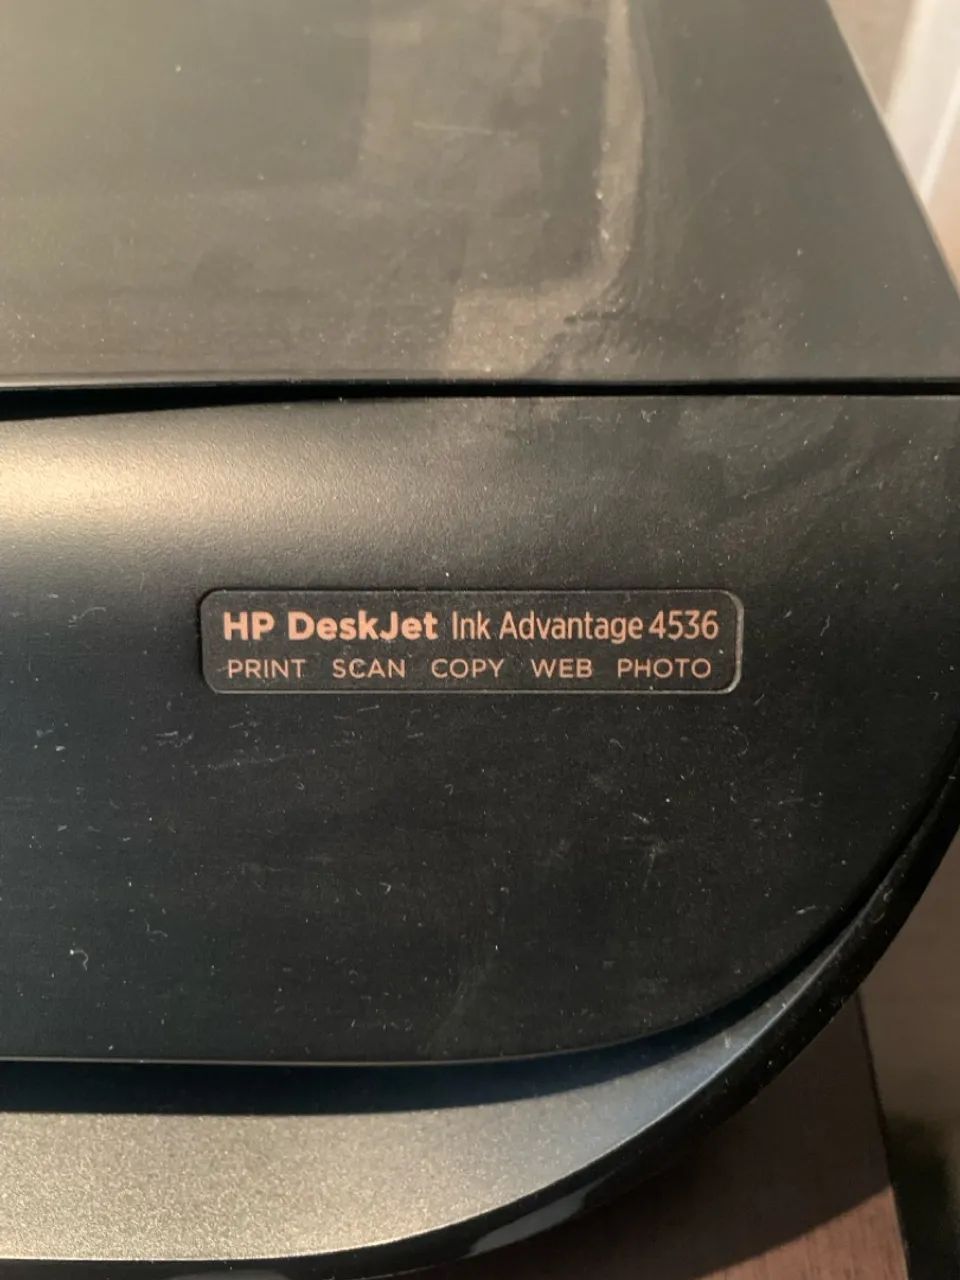 HP DeskJet Ink Advantage 4536
PRINT SCAN COPY WEB PHOTO